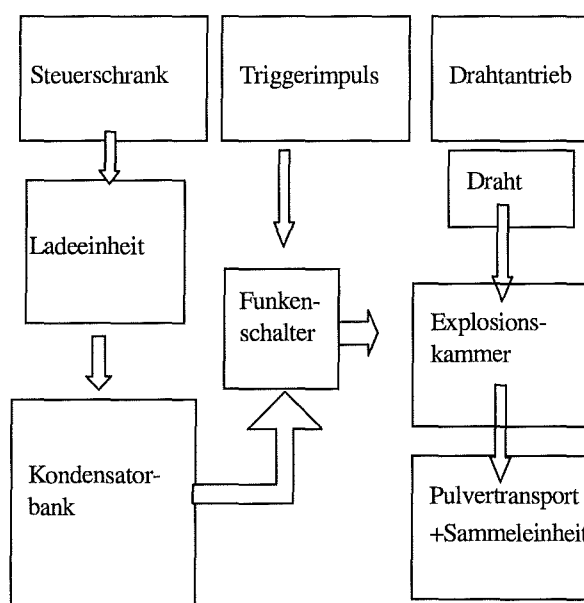 Steuerschrank
Triggerimpuls
Drahtantrieb
Draht
Ladeeinheit
Funken-
schalter
Explosions-
kammer
Kondensator-
bank
Pulvertransport
+Sammeleinheit